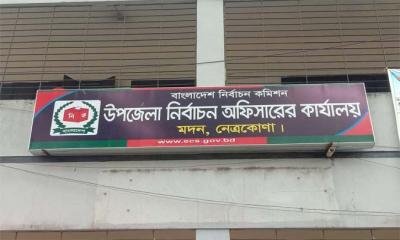 বাংলাদেশ নির্বাচন কমিশন
উপজেলা নির্বাচন অফিসারের কার্যালয়
মদন, নেত্রকোণা।
www.ecs.gov.bd
নি ক
বাংলাদেশ